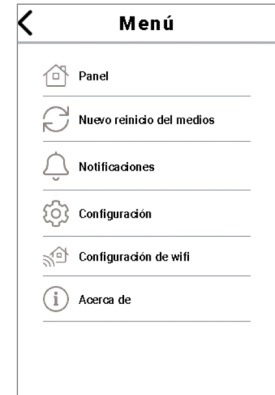 Menú
Panel
Nuevo reinicio del medios
Notificaciones
Configuración
Configuración de wifi
Acerca de